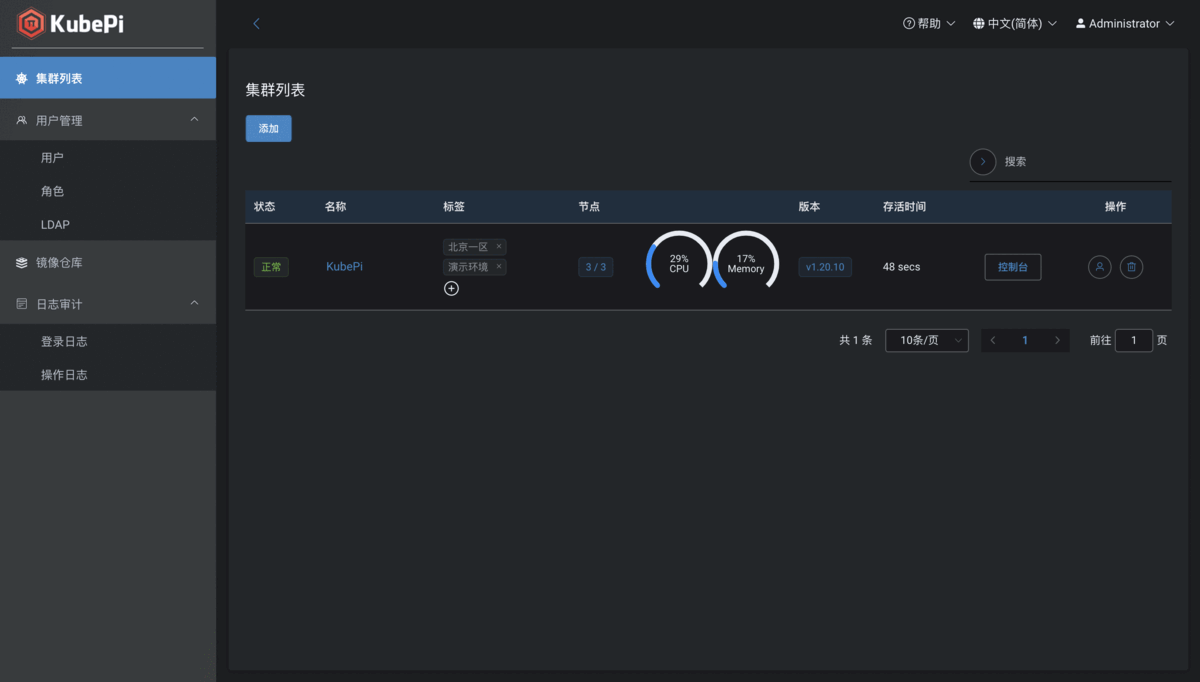 KubePi
帮助 中文(简体) Administrator
集群列表
用户管理
用户
角色
LDAP
镜像仓库
日志审计
登录日志
操作日志
集群列表
添加
搜索
状态 名称 标签 节点 版本 存活时间 操作
正常 KubePi 北京一区 × 演示环境 × 3 / 3 29% CPU 17% Memory v1.20.10 48 secs 控制台
共 1 条 10条/页 1 前往 1 页